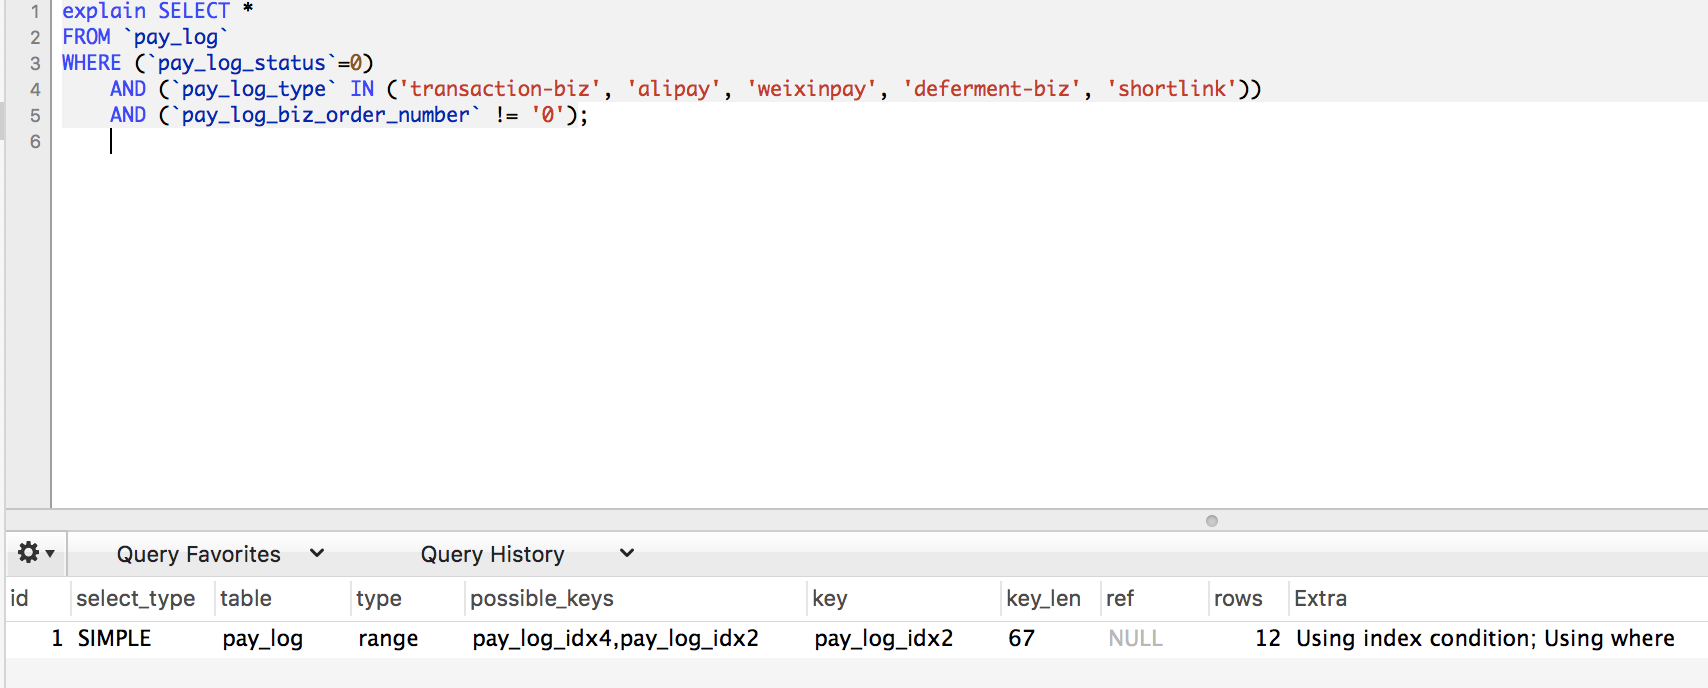 1 explain SELECT *
2 FROM `pay_log`
3 WHERE (`pay_log_status`=0)
4 AND (`pay_log_type` IN ('transaction-biz', 'alipay', 'weixinpay', 'deferment-biz', 'shortlink'))
5 AND (`pay_log_biz_order_number` != '0');
6
Query Favorites Query History
id select_type table type possible_keys key key_len ref rows Extra
1 SIMPLE pay_log range pay_log_idx4,pay_log_idx2 pay_log_idx2 67 NULL 12 Using index condition; Using where